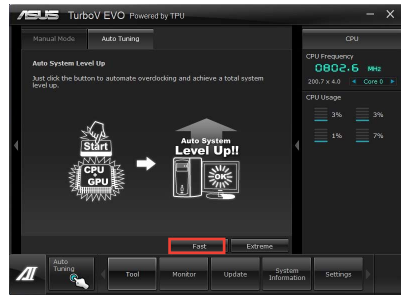 ASUS TurboV EVO Powered by TPU
Manual Mode
Auto Tuning
CPU
Auto System Level Up
Just click the button to automate overclocking and achieve a total system
level up.
CPU Frequency
0802.6 MHz
200.7 x 4.0
Core 0
CPU Usage
3%
3%
1%
7%
Start
CPU
+
GPU
Auto System
Level Up!!
OK
Fast
Extreme
AII
Auto
Tuning
Tool
Monitor
Update
System
Information
Settings